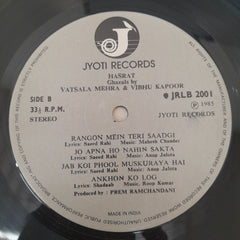 JYOTI RECORDS
HASRAT
Ghazals by
VATSALA MEHRA & VIBHU KAPOOR
SIDE B
33⅓ R.P.M.
STEREO
JRLB 2001
℗ 1985
JYOTI RECORDS
RANGON MEIN TERI SAADGI
Lyrics: Saeed Rahi Music: Mahesh Chander
JO APNA HO NAHIN SAKTA
Lyrics: Saeed Rahi Music: Anup Jalota
JAB KOI PHOOL MUSKURAYA HAI
Lyrics: Saeed Rahi Music: Anup Jalota
ANKHON KO LOG
Lyrics: Shadaab Music: Roop Kumar
Produced by : PREM RAMCHANDANI
MADE IN INDIA